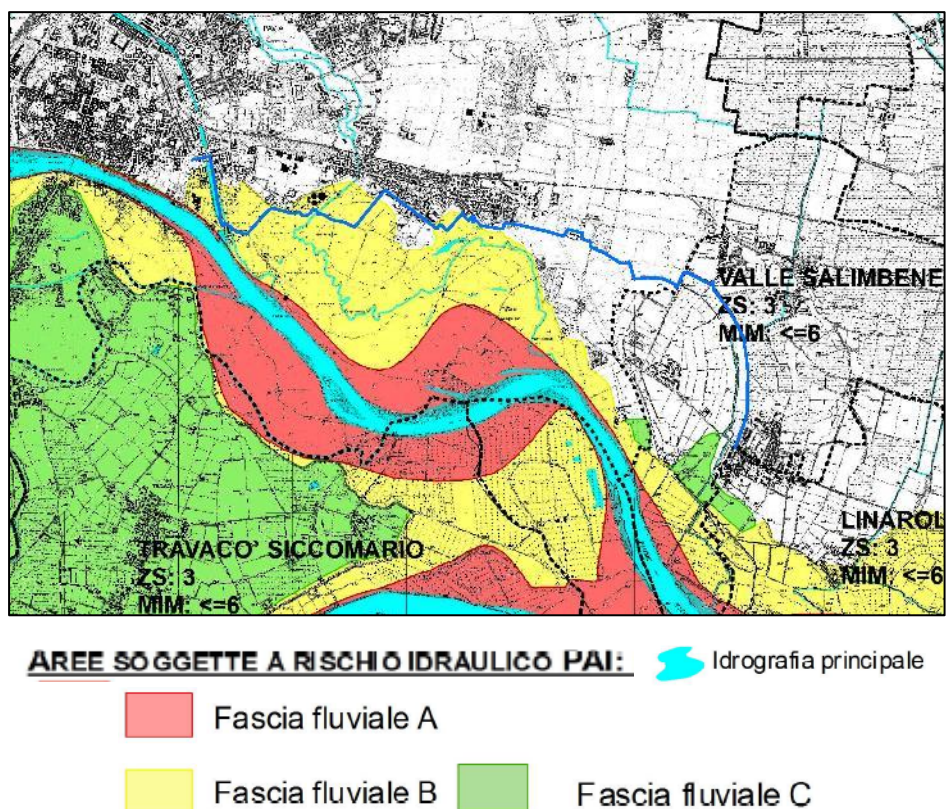 VALLE SALIMBENE
ZS: 3
MIM: <=6
LINAROL
ZS: 3
MIM: <=6
TRAVACO' SICCOMARIO
ZS: 3
MIM: <=6
AREE SOGGETTE A RISCHIO IDRAULICO PAI:
Idrografia principale
Fascia fluviale A
Fascia fluviale B
Fascia fluviale C